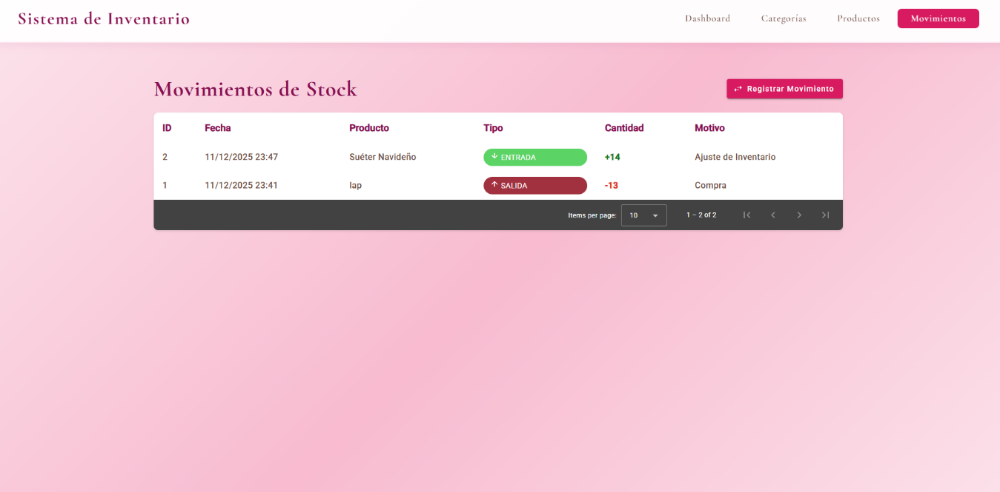 Sistema de Inventario
Dashboard Categorías Productos Movimientos
Movimientos de Stock
Registrar Movimiento
ID Fecha Producto Tipo Cantidad Motivo
2 11/12/2025 23:47 Suéter Navideño ENTRADA +14 Ajuste de Inventario
1 11/12/2025 23:41 lap SALIDA -13 Compra
Items per page: 10 1 – 2 of 2